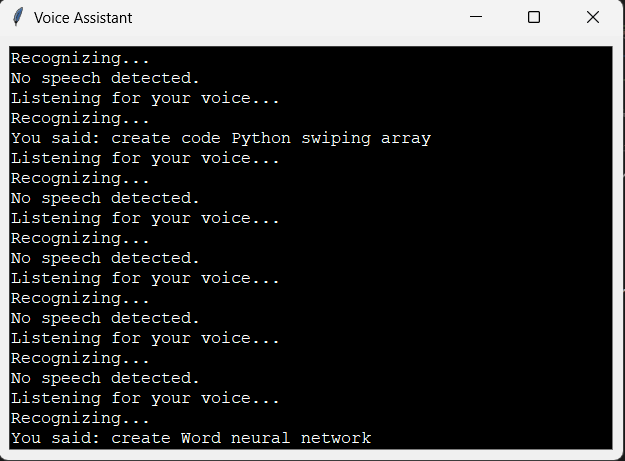 Voice Assistant
Recognizing...
No speech detected.
Listening for your voice...
Recognizing...
You said: create code Python swiping array
Listening for your voice...
Recognizing...
No speech detected.
Listening for your voice...
Recognizing...
No speech detected.
Listening for your voice...
Recognizing...
No speech detected.
Listening for your voice...
Recognizing...
No speech detected.
Listening for your voice...
Recognizing...
You said: create Word neural network